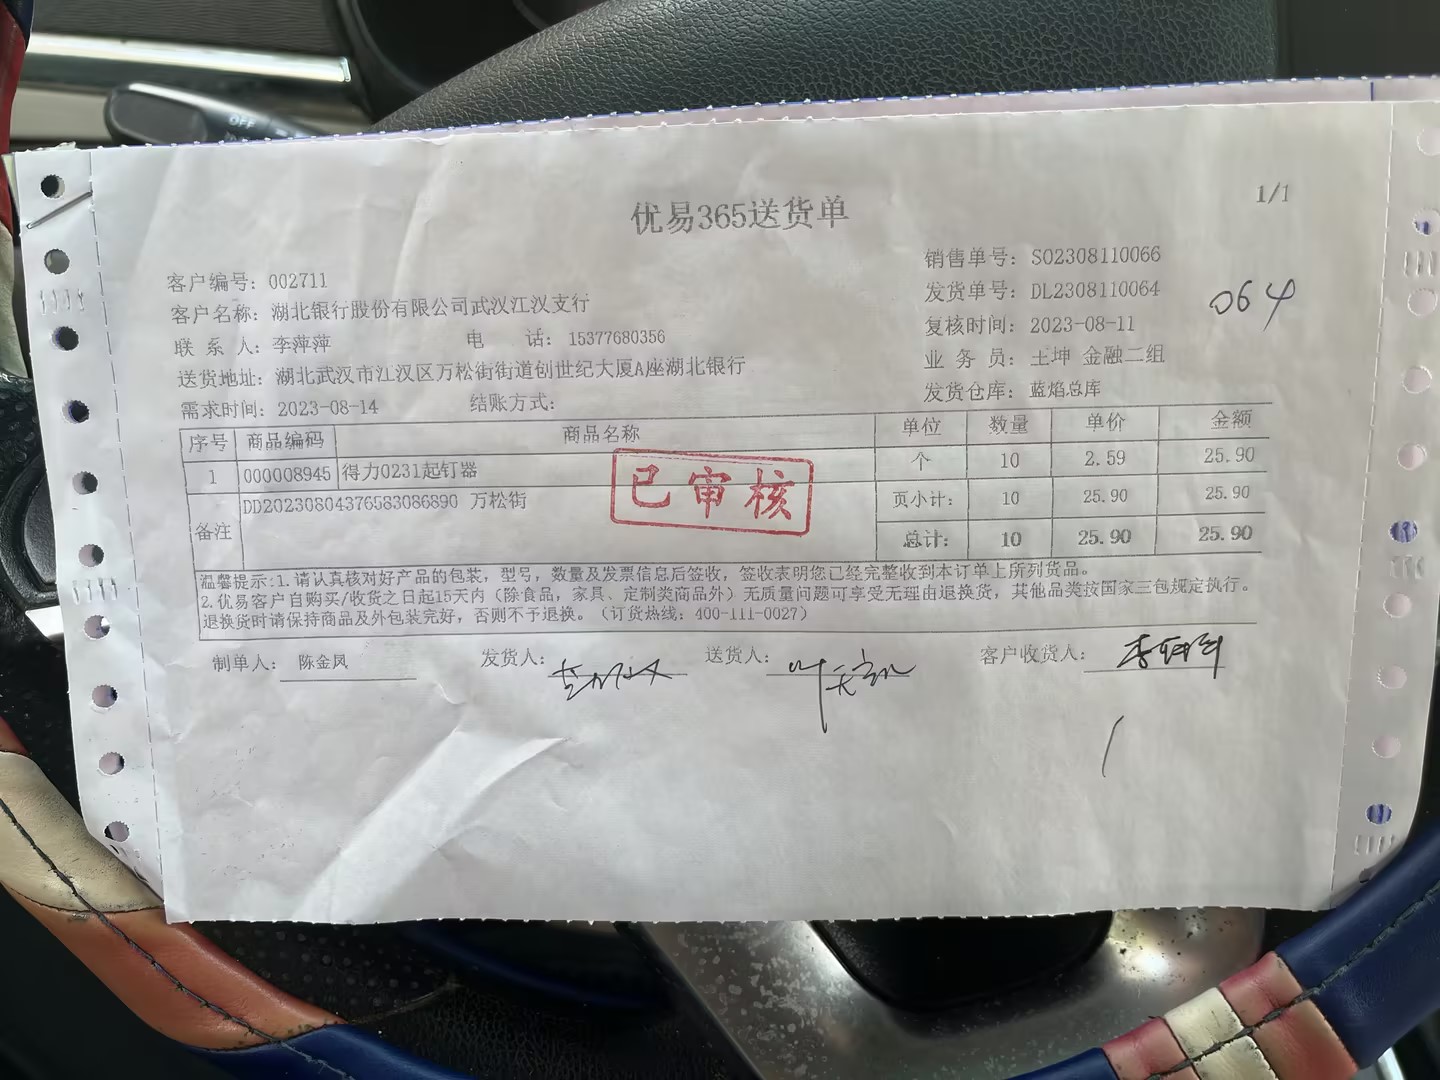 OFF
1/1
优易365送货单
客户编号: 002711
销售单号: SO2308110066
客户名称: 湖北银行股份有限公司武汉江汉支行
发货单号: DL2308110064
064
联 系 人: 李萍萍 电 话: 15377680356
复核时间: 2023-08-11
送货地址: 湖北武汉市江汉区万松街街道创世纪大厦A座湖北银行
业 务 员: 王坤 金融二组
需求时间: 2023-08-14 结账方式:
发货仓库: 蓝焰总库
序号 商品编码 商品名称 单位 数量 单价 金额
1 000008945 得力0231起钉器 个 10 2.59 25.90
备注 DD20230804376583086890 万松街 页小计: 10 25.90 25.90
总计: 10 25.90 25.90
已审核
温馨提示:1.请认真核对好产品的包装，型号，数量及发票信息后签收，签收表明您已经完整收到本订单上所列货品。
2.优易客户自购买/收货之日起15天内（除食品，家具、定制类商品外）无质量问题可享受无理由退换货，其他品类按国家三包规定执行。
退换货时请保持商品及外包装完好，否则不予退换。（订货热线：400-111-0027）
制单人: 陈金凤 发货人: 送货人: 客户收货人: